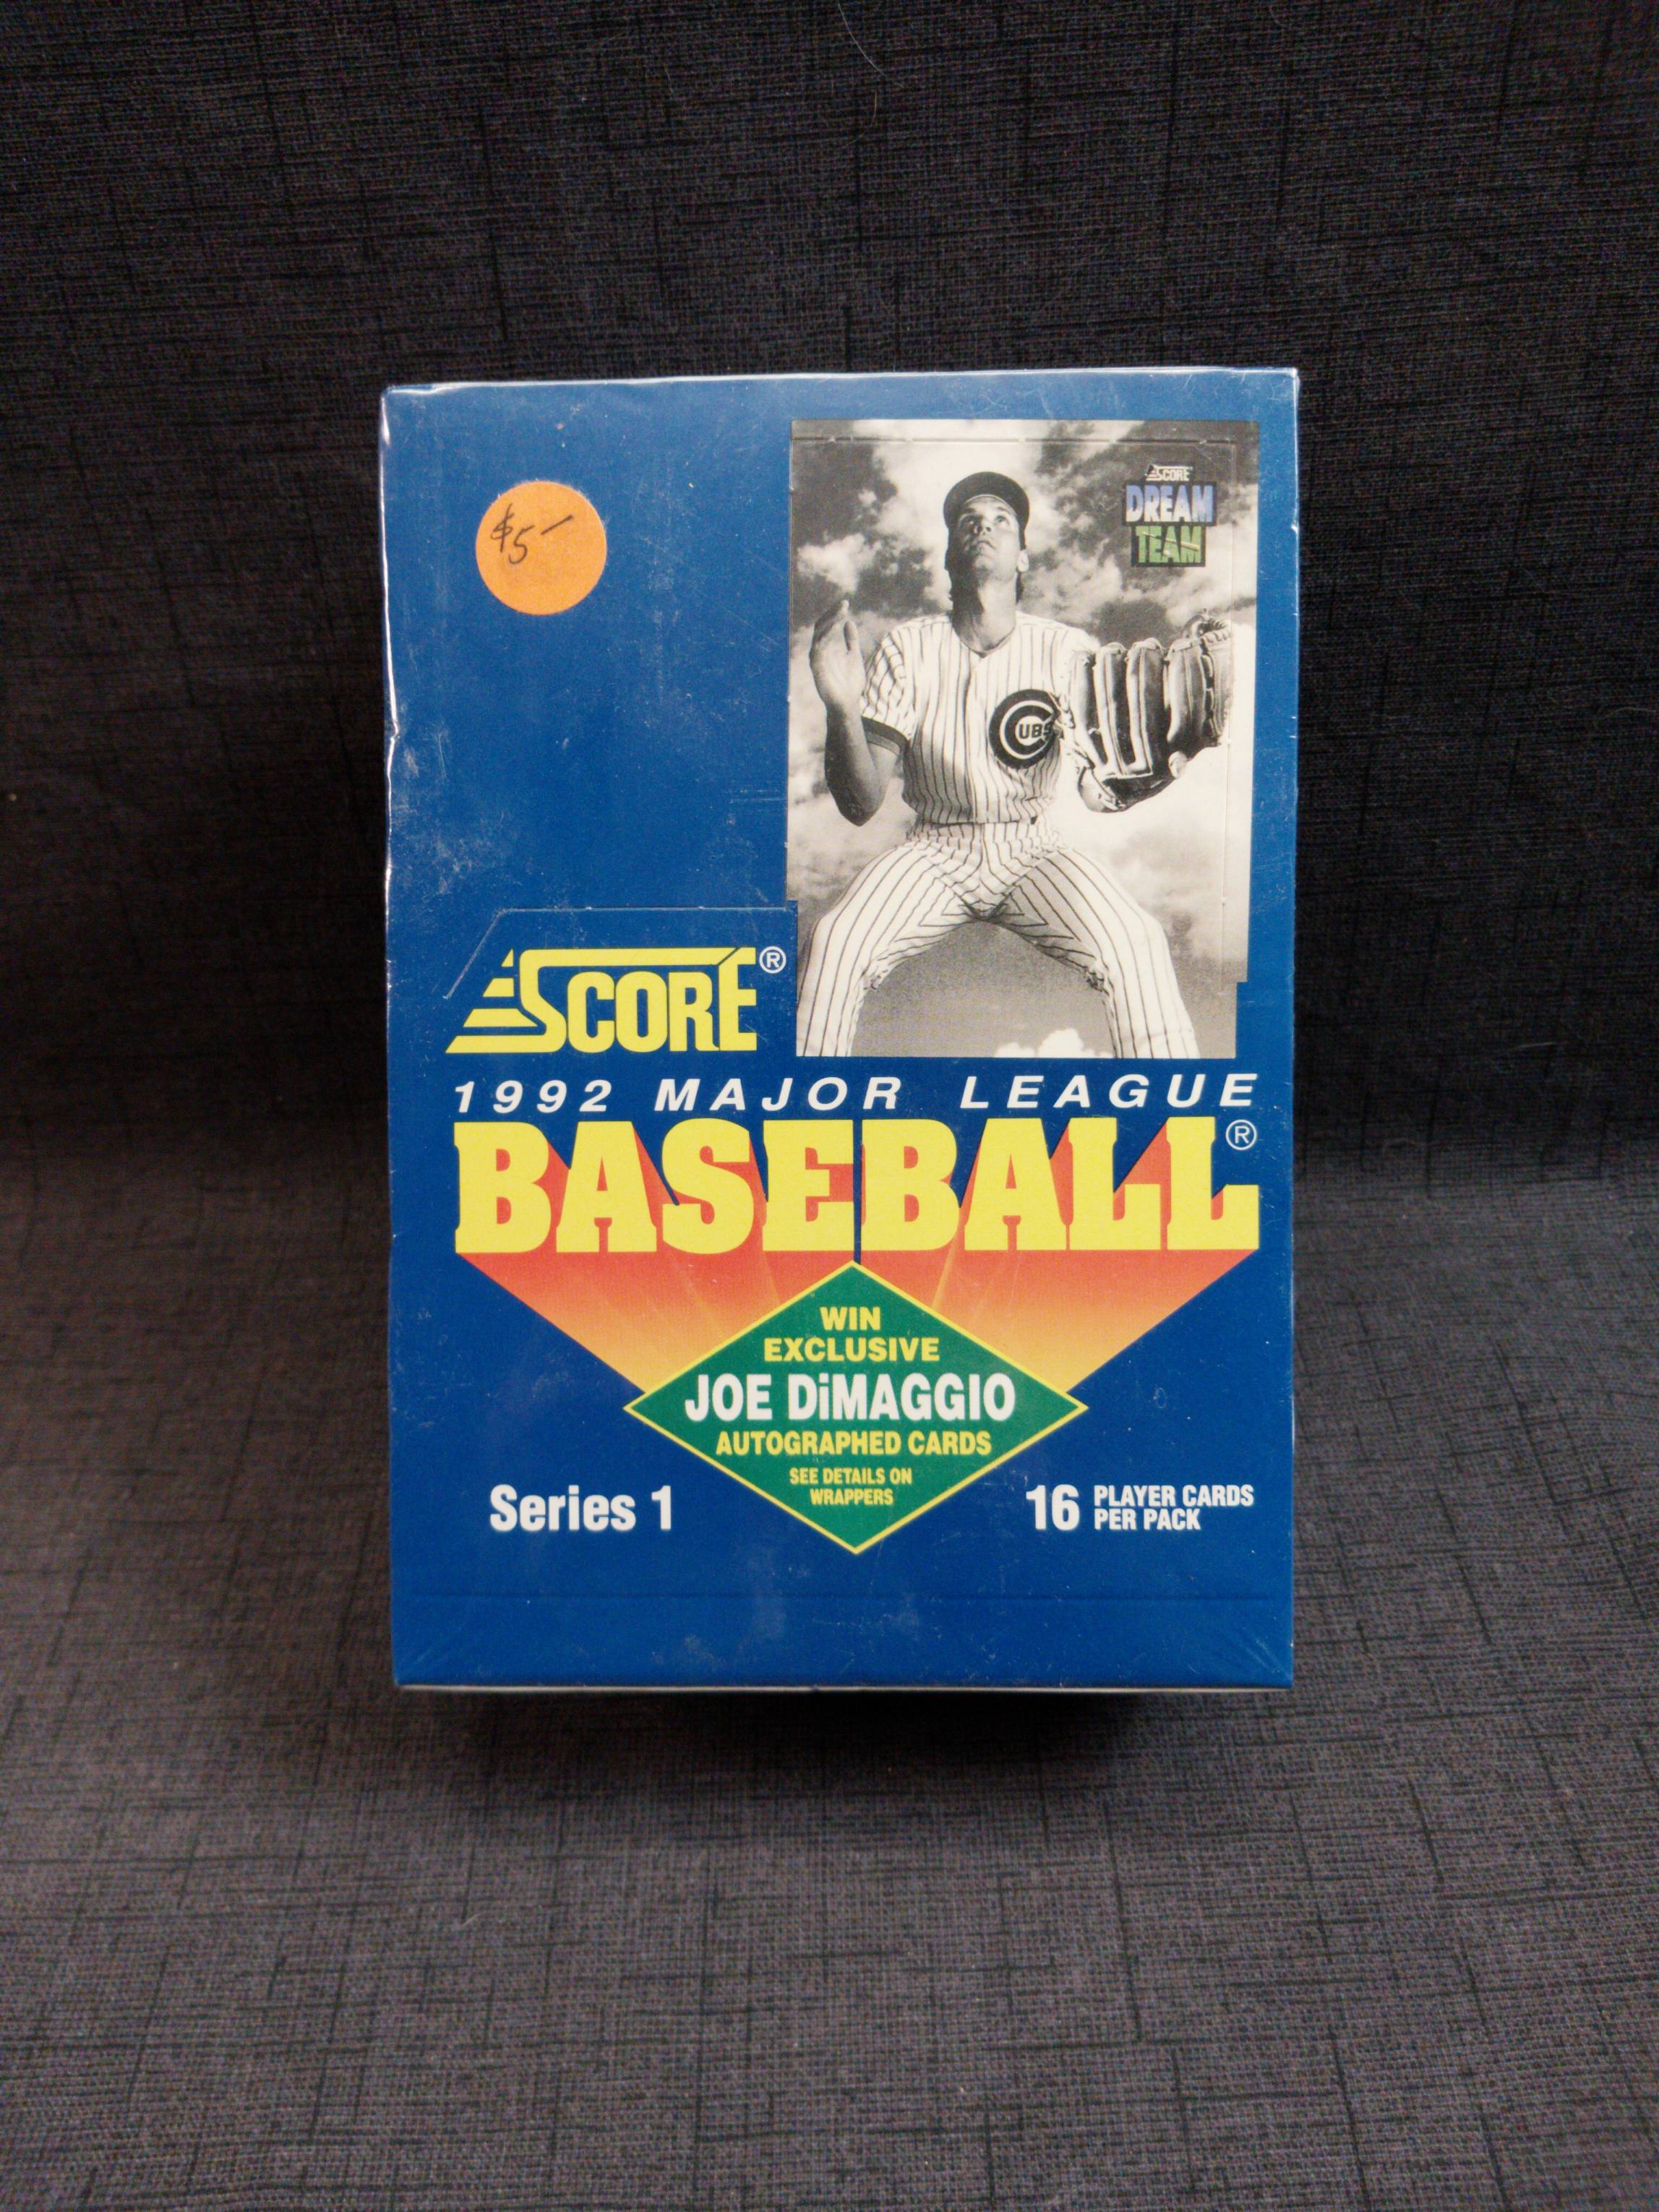 $5-
SCORE
DREAM
TEAM
CUBS
SCORE®
1992 MAJOR LEAGUE
BASEBALL®
WIN
EXCLUSIVE
JOE DiMAGGIO
AUTOGRAPHED CARDS
SEE DETAILS ON
WRAPPERS
Series 1
16 PLAYER CARDS
PER PACK